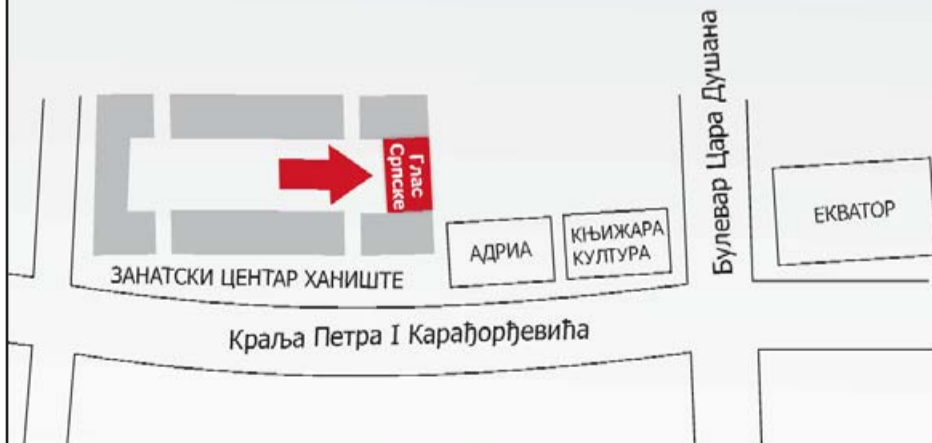 Булевар Цара Душана
Глас
Српске
ЕКВАТОР
АДРИА
КЊИЖАРА
КУЛТУРА
ЗАНАТСКИ ЦЕНТАР ХАНИШТЕ
Краља Петра I Карађорђевића